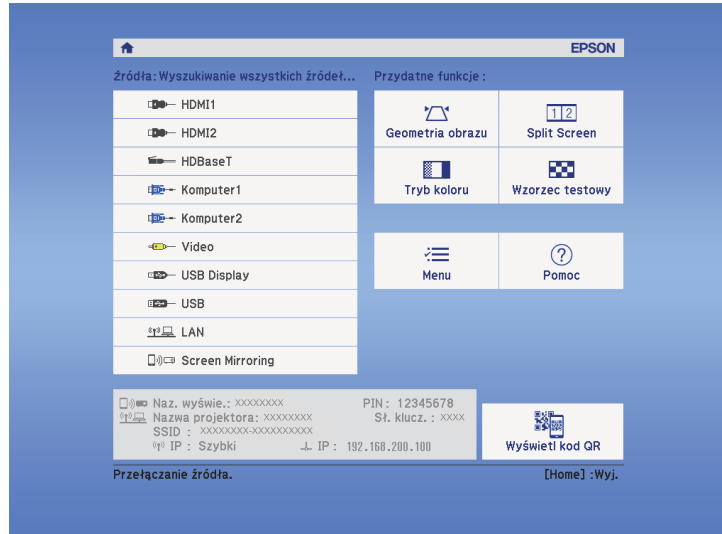 EPSON
Źródła: Wyszukiwanie wszystkich źródeł...
HDMI1
HDMI2
HDBaseT
Komputer1
Komputer2
Video
USB Display
USB
LAN
Screen Mirroring
Przydatne funkcje :
Geometria obrazu
1 2
Split Screen
Tryb koloru
Wzorzec testowy
Menu
?
Pomoc
Naz. wyświe.: XXXXXXXX PIN : 12345678
Nazwa projektora: XXXXXXXX Sł. klucz. : XXXX
SSID : XXXXXXXX-XXXXXXXXXX
IP : Szybki IP : 192.168.200.100
Wyświetl kod QR
Przełączanie źródła. [Home] :Wyj.